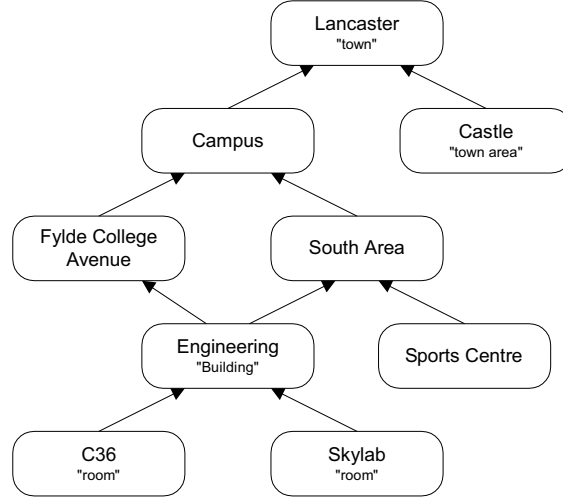 Lancaster
"town"
Campus
Castle
"town area"
Fylde College
Avenue
South Area
Engineering
"Building"
Sports Centre
C36
"room"
Skylab
"room"